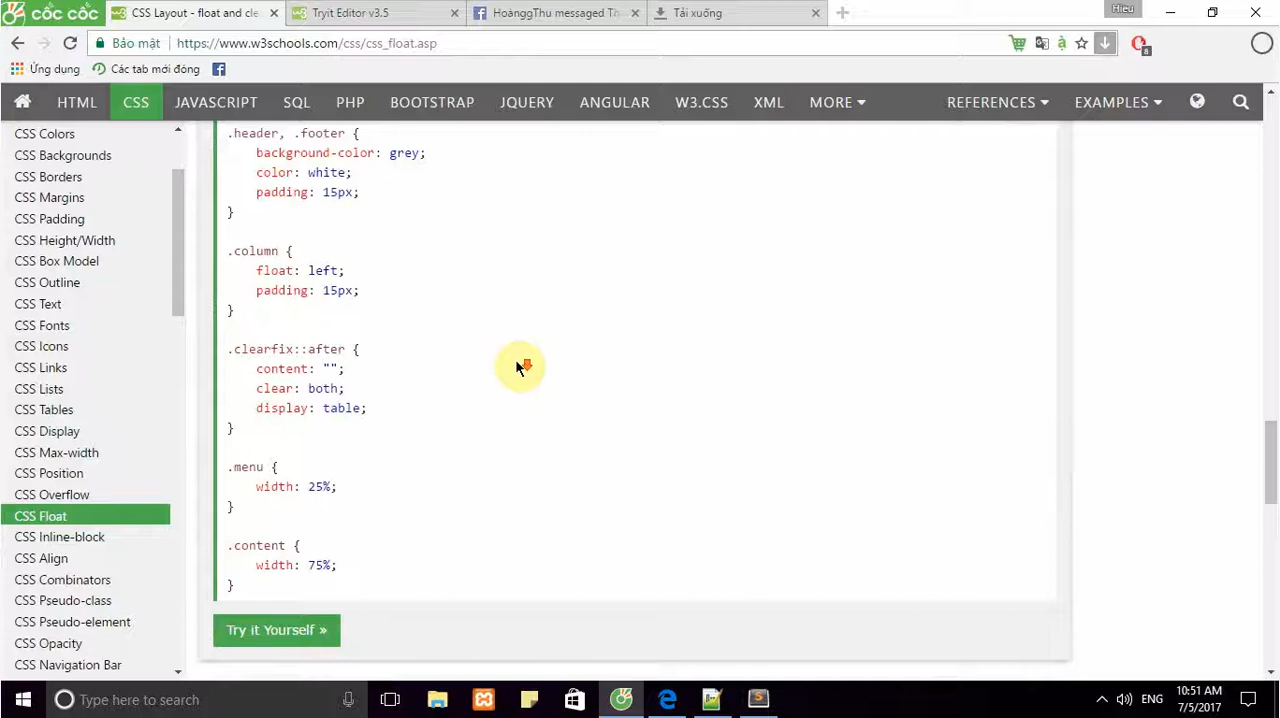 cốc cốc
CSS Layout - float and cle
Tryit Editor v3.5
HoànggThu messaged Th
Tải xuống
Hieu
Bảo mật
https://www.w3schools.com/css/css_float.asp
Ứng dụng
Các tab mới đóng
HTML
CSS
JAVASCRIPT
SQL
PHP
BOOTSTRAP
JQUERY
ANGULAR
W3.CSS
XML
MORE
REFERENCES
EXAMPLES
CSS Colors
CSS Backgrounds
CSS Borders
CSS Margins
CSS Padding
CSS Height/Width
CSS Box Model
CSS Outline
CSS Text
CSS Fonts
CSS Icons
CSS Links
CSS Lists
CSS Tables
CSS Display
CSS Max-width
CSS Position
CSS Overflow
CSS Float
CSS Inline-block
CSS Align
CSS Combinators
CSS Pseudo-class
CSS Pseudo-element
CSS Opacity
CSS Navigation Bar
.header, .footer {
background-color: grey;
color: white;
padding: 15px;
}
.column {
float: left;
padding: 15px;
}
.clearfix::after {
content: "";
clear: both;
display: table;
}
.menu {
width: 25%;
}
.content {
width: 75%;
}
Try it Yourself »
Type here to search
ENG
10:51 AM
7/5/2017